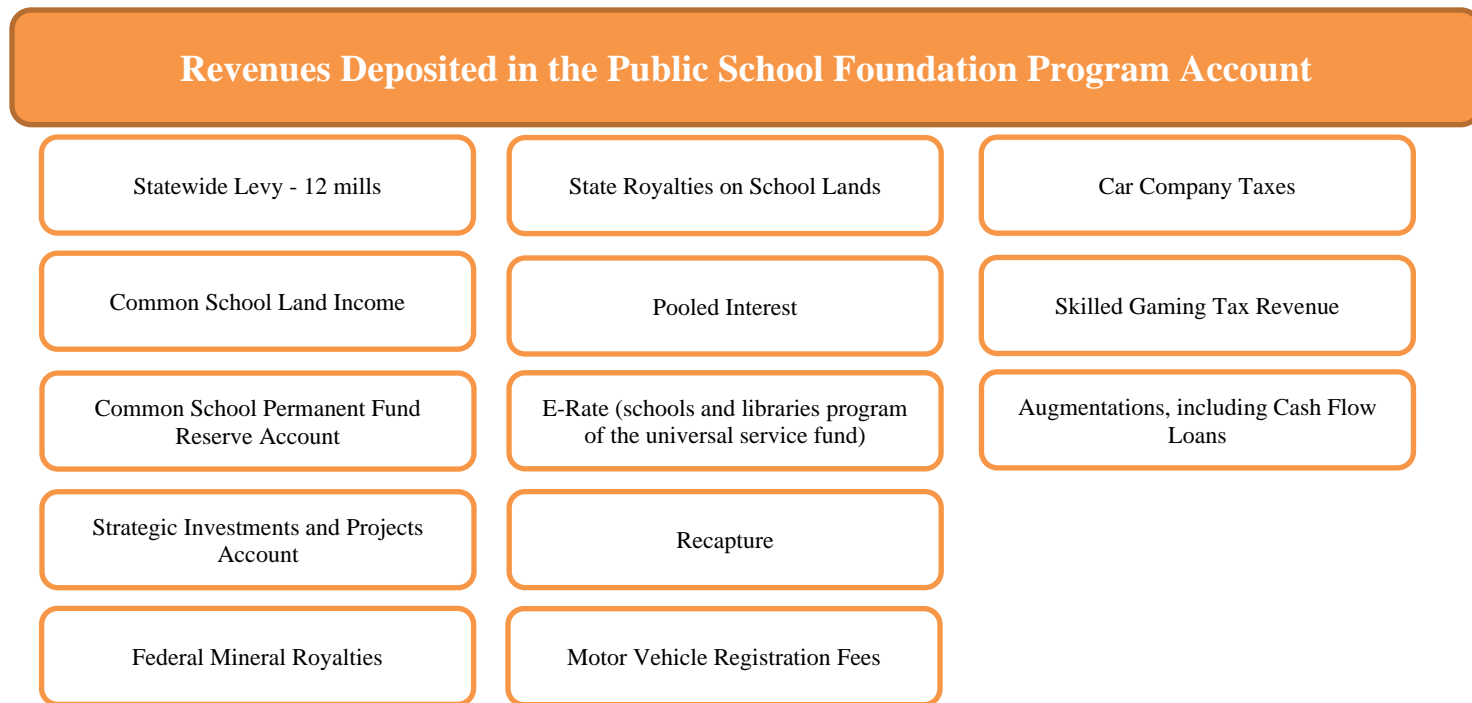 Revenues Deposited in the Public School Foundation Program Account
Statewide Levy - 12 mills
State Royalties on School Lands
Car Company Taxes
Common School Land Income
Pooled Interest
Skilled Gaming Tax Revenue
Common School Permanent Fund
Reserve Account
E-Rate (schools and libraries program
of the universal service fund)
Augmentations, including Cash Flow
Loans
Strategic Investments and Projects
Account
Recapture
Federal Mineral Royalties
Motor Vehicle Registration Fees